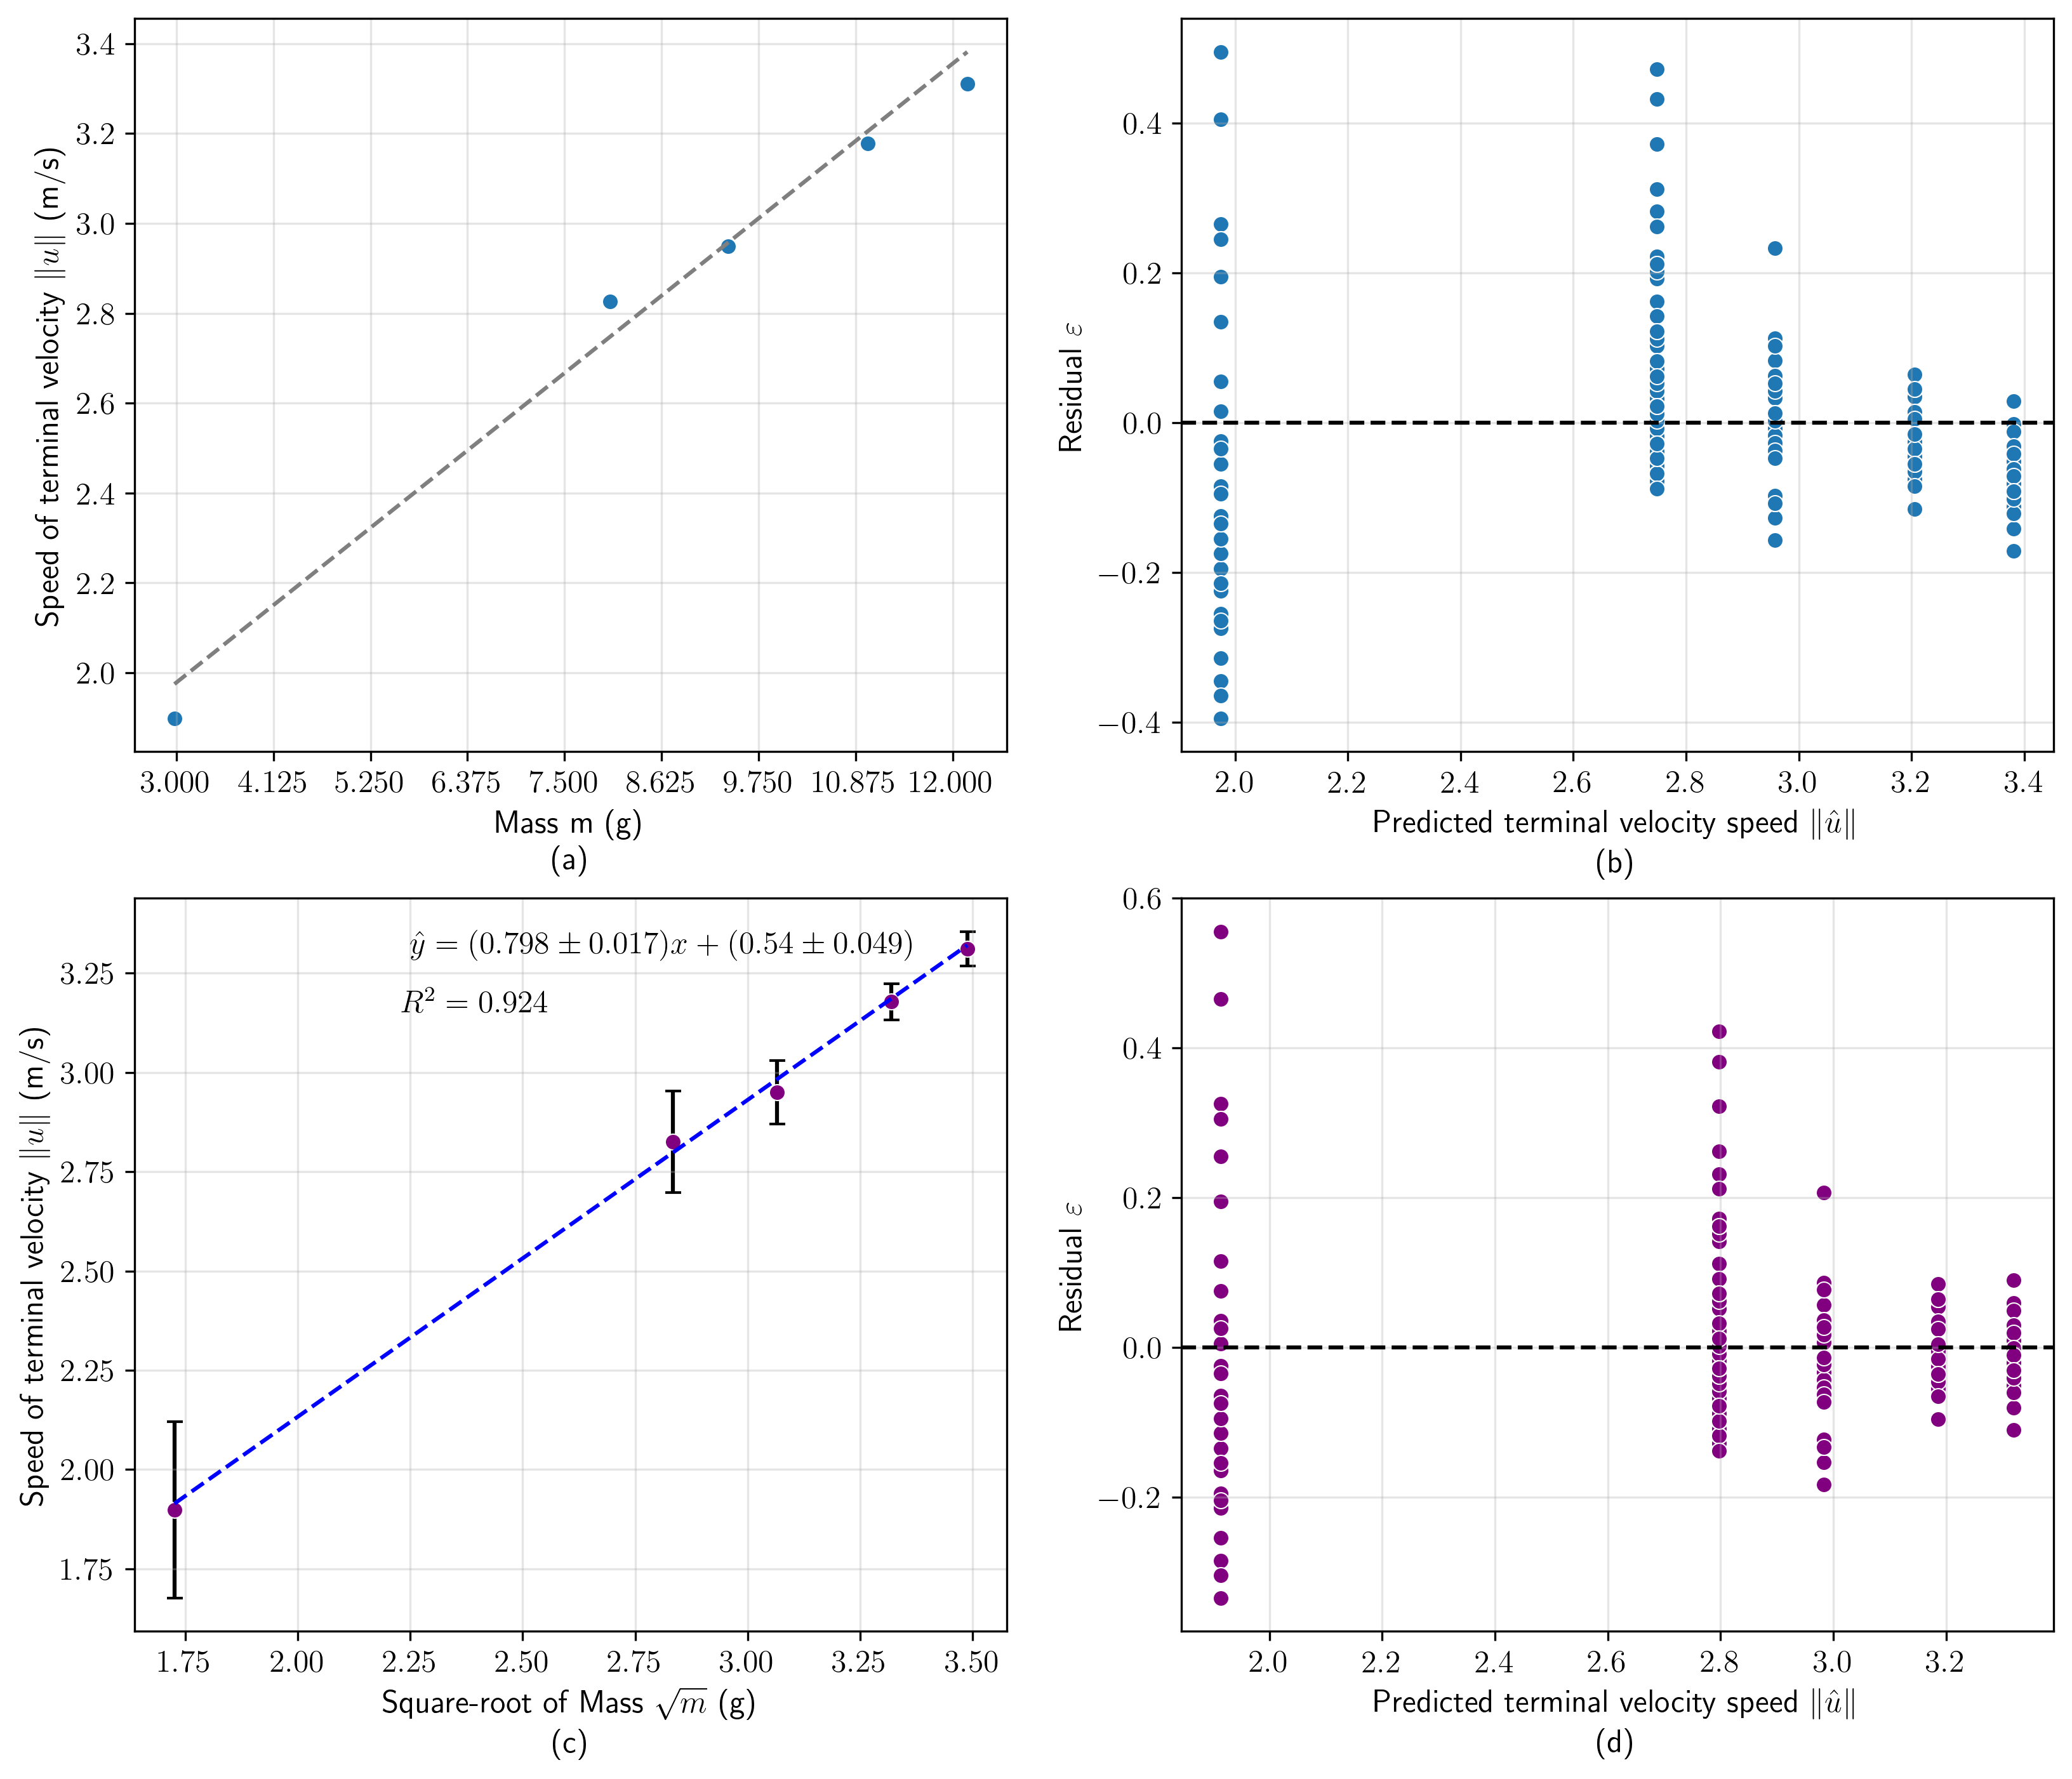 3.4
3.2
3.0
2.8
2.6
2.4
2.2
2.0
Speed of terminal velocity ‖u‖ (m/s)
3.000 4.125 5.250 6.375 7.500 8.625 9.750 10.875 12.000
Mass m (g)
(a)
0.4
0.2
0.0
−0.2
−0.4
Residual ε
2.0 2.2 2.4 2.6 2.8 3.0 3.2 3.4
Predicted terminal velocity speed ‖û‖
(b)
ŷ = (0.798 ± 0.017)x + (0.54 ± 0.049)
R² = 0.924
3.25
3.00
2.75
2.50
2.25
2.00
1.75
Speed of terminal velocity ‖u‖ (m/s)
1.75 2.00 2.25 2.50 2.75 3.00 3.25 3.50
Square-root of Mass √m (g)
(c)
0.6
0.4
0.2
0.0
−0.2
Residual ε
2.0 2.2 2.4 2.6 2.8 3.0 3.2
Predicted terminal velocity speed ‖û‖
(d)